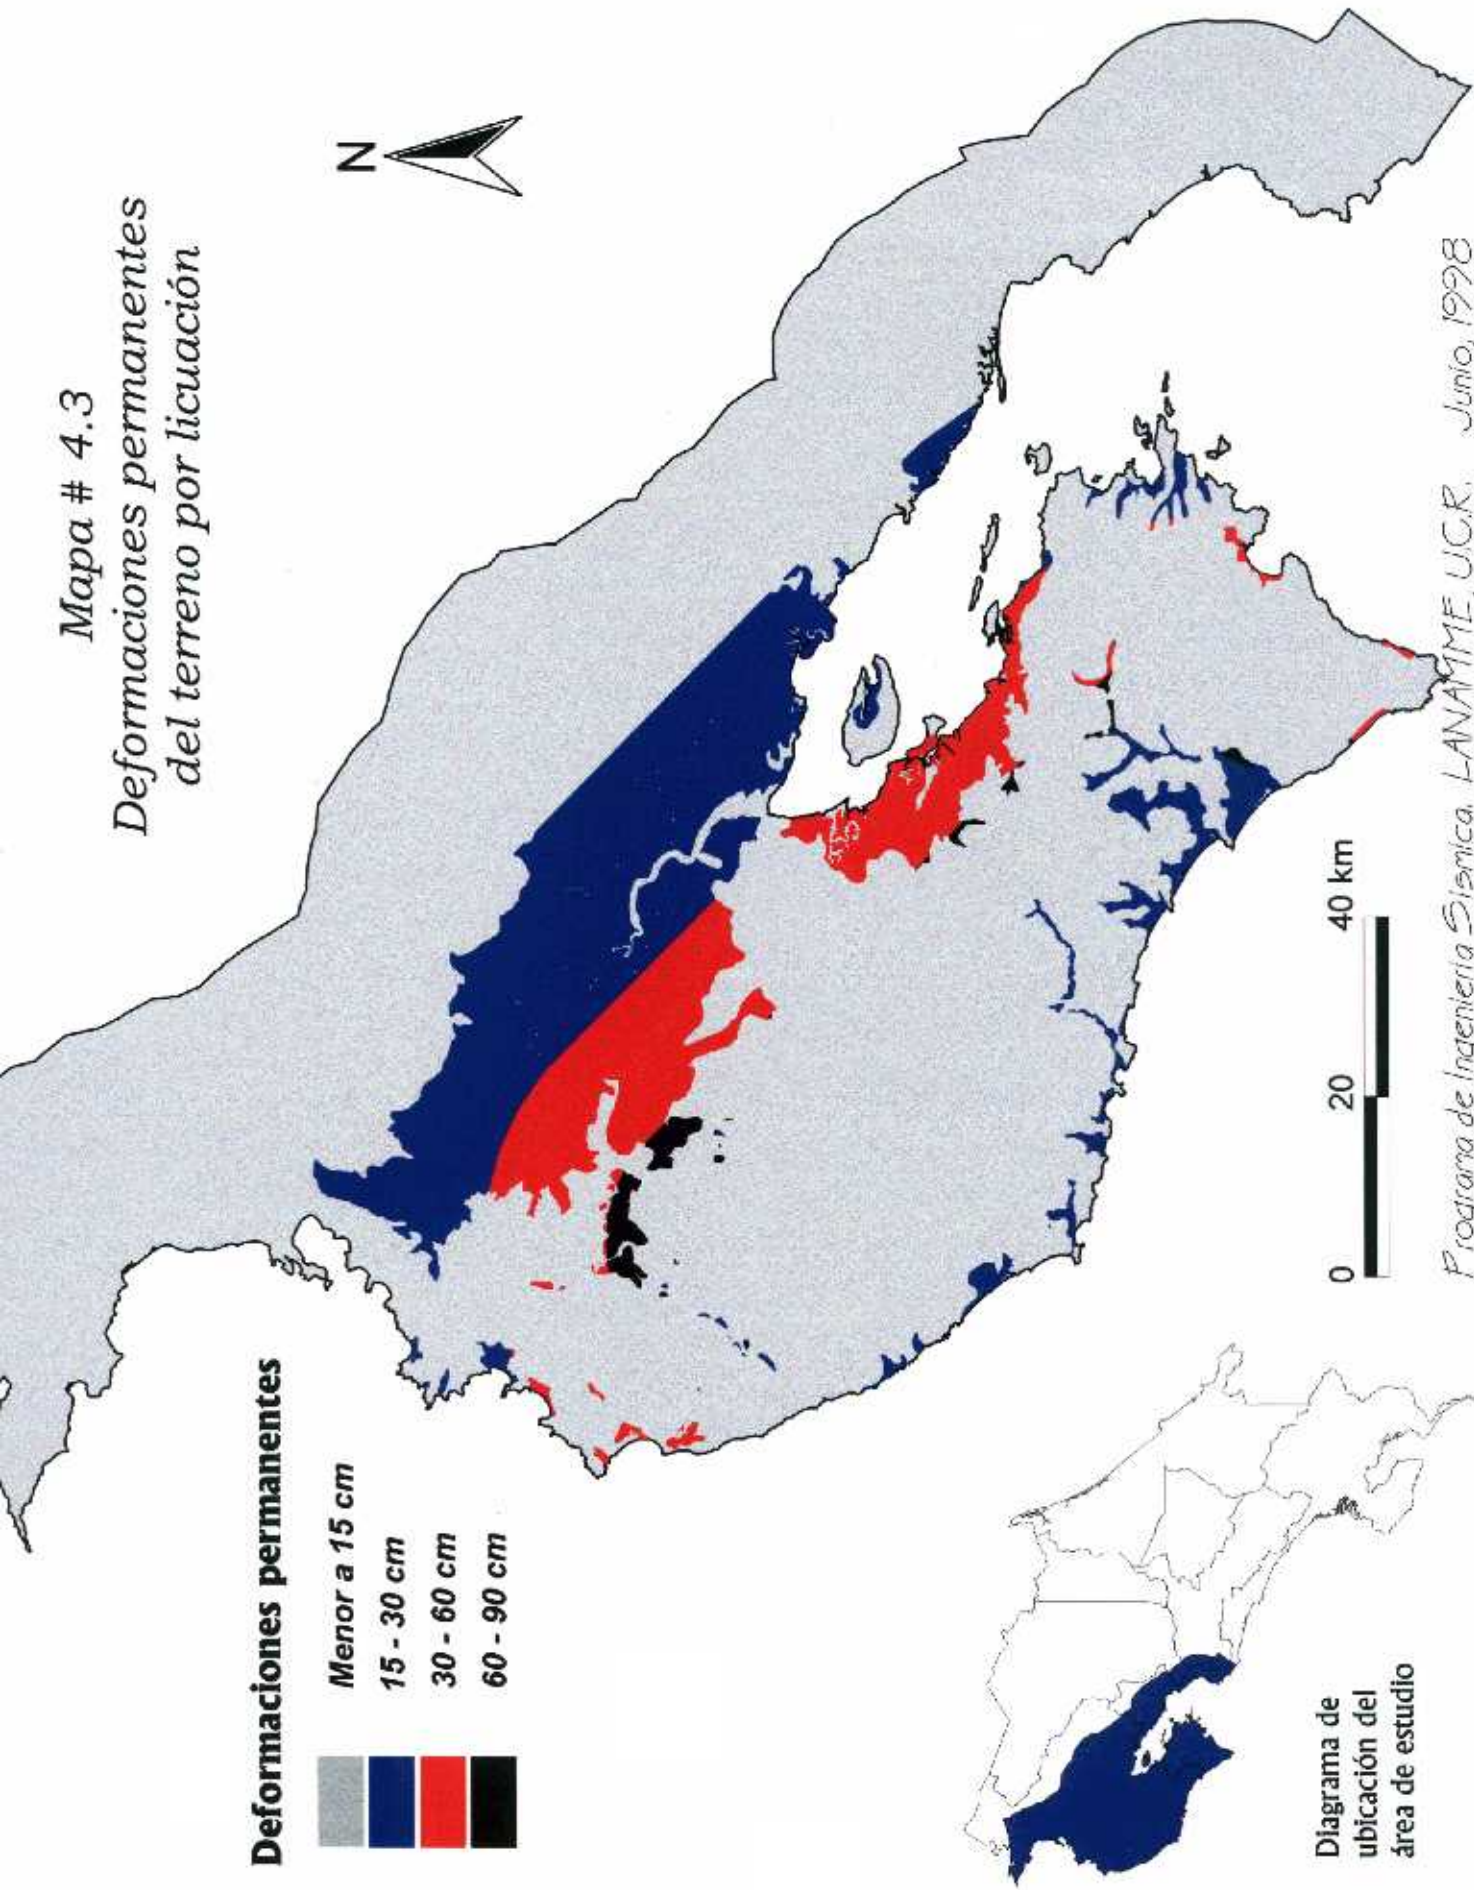 Mapa # 4.3
Deformaciones permanentes
del terreno por licuación
N
Deformaciones permanentes
Menor a 15 cm
15 - 30 cm
30 - 60 cm
60 - 90 cm
0 20 40 km
Diagrama de
ubicación del
área de estudio
Programa de Ingeniería Sísmica. LANAMME, U.C.R. Junio, 1998